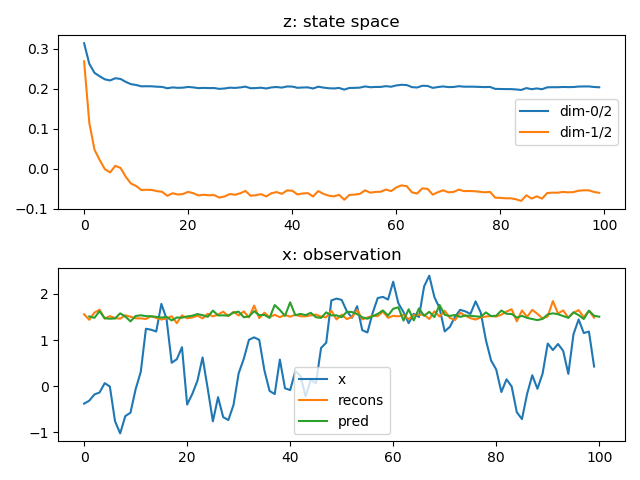 z: state space
0.3
0.2
0.1
0.0
−0.1
dim-0/2
dim-1/2
0 20 40 60 80 100
x: observation
2
1
0
−1
x
recons
pred
0 20 40 60 80 100